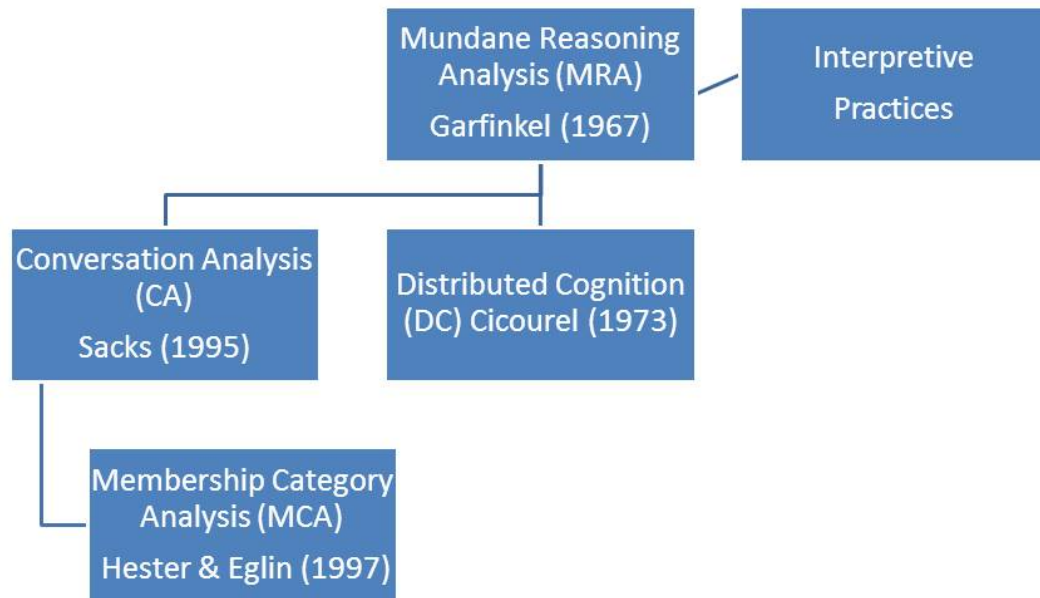 Mundane Reasoning
Analysis (MRA)
Garfinkel (1967)
Interpretive
Practices
Conversation Analysis
(CA)
Sacks (1995)
Distributed Cognition
(DC) Cicourel (1973)
Membership Category
Analysis (MCA)
Hester & Eglin (1997)